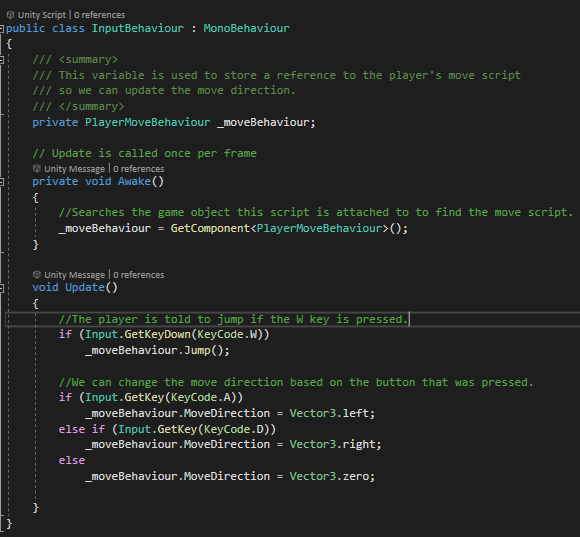 Unity Script | 0 references
public class InputBehaviour : MonoBehaviour
{
/// <summary>
/// This variable is used to store a reference to the player's move script
/// so we can update the move direction.
/// </summary>
private PlayerMoveBehaviour _moveBehaviour;
// Update is called once per frame
Unity Message | 0 references
private void Awake()
{
//Searches the game object this script is attached to to find the move script.
_moveBehaviour = GetComponent<PlayerMoveBehaviour>();
}
Unity Message | 0 references
void Update()
{
//The player is told to jump if the W key is pressed.
if (Input.GetKeyDown(KeyCode.W))
_moveBehaviour.Jump();
//We can change the move direction based on the button that was pressed.
if (Input.GetKey(KeyCode.A))
_moveBehaviour.MoveDirection = Vector3.left;
else if (Input.GetKey(KeyCode.D))
_moveBehaviour.MoveDirection = Vector3.right;
else
_moveBehaviour.MoveDirection = Vector3.zero;
}
}